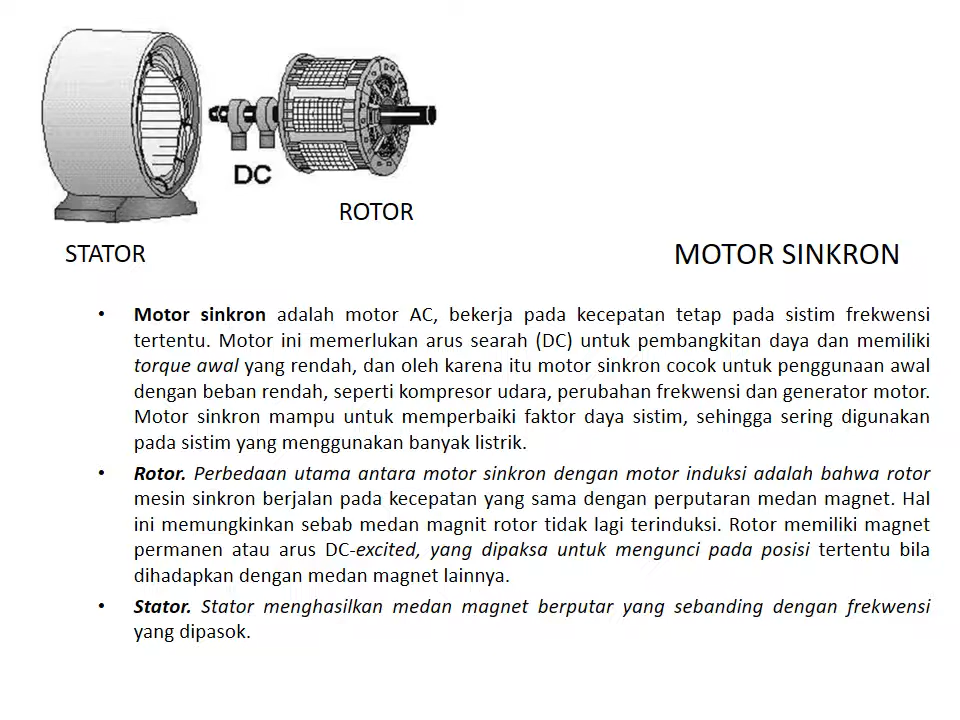 DC
ROTOR
STATOR
MOTOR SINKRON
• Motor sinkron adalah motor AC, bekerja pada kecepatan tetap pada sistim frekwensi
tertentu. Motor ini memerlukan arus searah (DC) untuk pembangkitan daya dan memiliki
torque awal yang rendah, dan oleh karena itu motor sinkron cocok untuk penggunaan awal
dengan beban rendah, seperti kompresor udara, perubahan frekwensi dan generator motor.
Motor sinkron mampu untuk memperbaiki faktor daya sistim, sehingga sering digunakan
pada sistim yang menggunakan banyak listrik.
• Rotor. Perbedaan utama antara motor sinkron dengan motor induksi adalah bahwa rotor
mesin sinkron berjalan pada kecepatan yang sama dengan perputaran medan magnet. Hal
ini memungkinkan sebab medan magnit rotor tidak lagi terinduksi. Rotor memiliki magnet
permanen atau arus DC-excited, yang dipaksa untuk mengunci pada posisi tertentu bila
dihadapkan dengan medan magnet lainnya.
• Stator. Stator menghasilkan medan magnet berputar yang sebanding dengan frekwensi
yang dipasok.